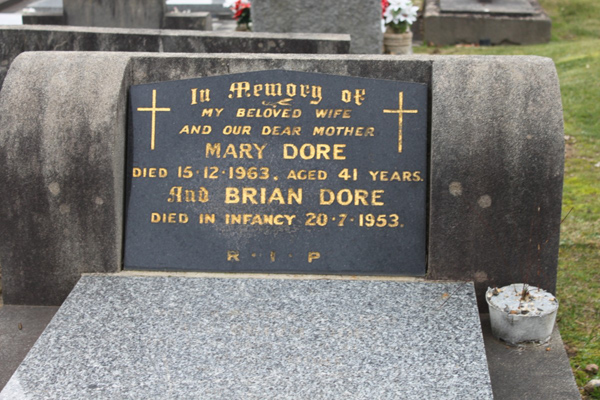 In Memory of
MY BELOVED WIFE
AND OUR DEAR MOTHER
MARY DORE
DIED 15·12·1963. AGED 41 YEARS.
And BRIAN DORE
DIED IN INFANCY 20·7·1953.
R·I·P